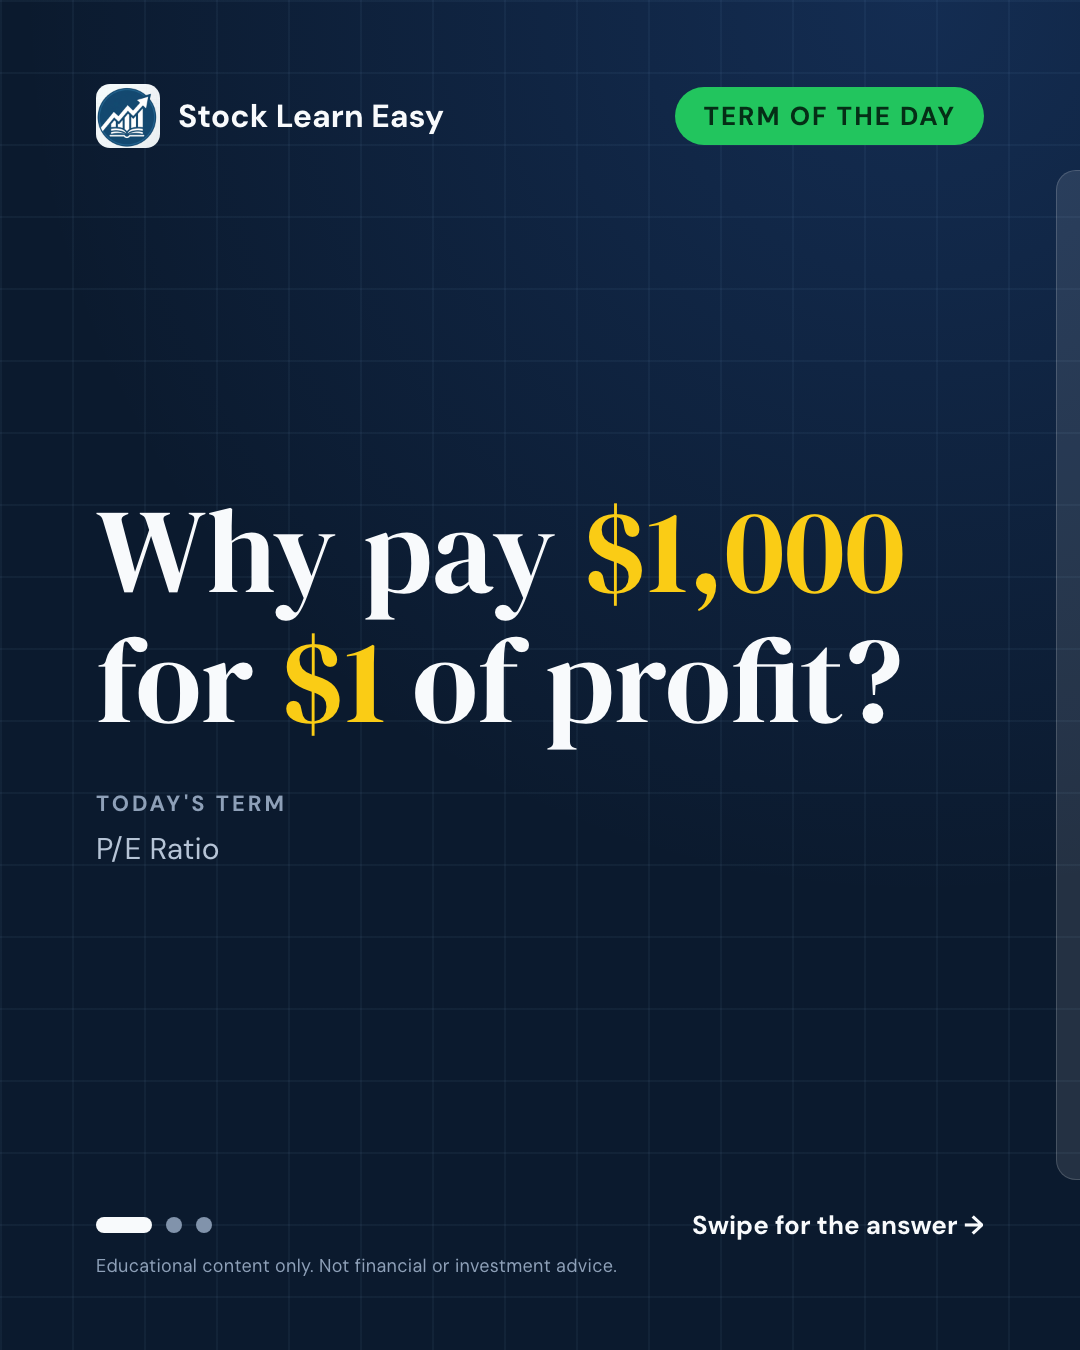 Stock Learn Easy
TERM OF THE DAY
Why pay $1,000
for $1 of profit?
TODAY'S TERM
P/E Ratio
Swipe for the answer →
Educational content only. Not financial or investment advice.